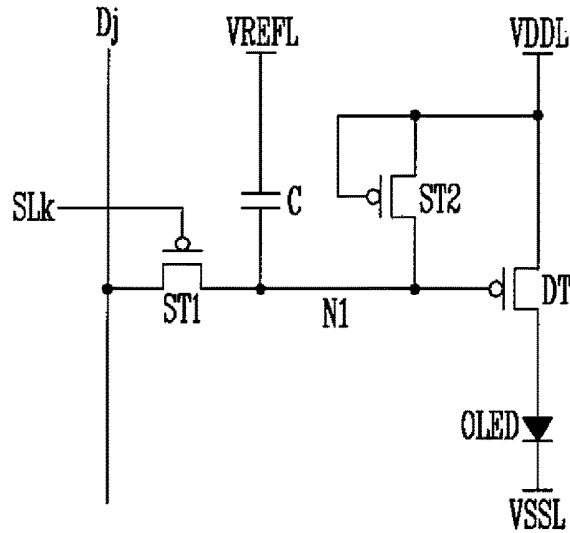 Dj
VREFL
VDDL
SLk
C
ST2
ST1
N1
DT
OLED
VSSL